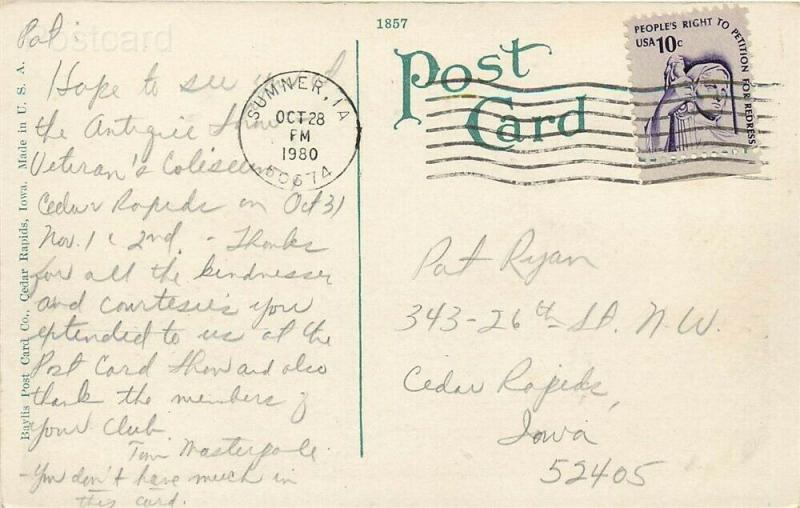 Pat
Hope to see you at
the Antique Show
Veteran's Coliseum
Cedar Rapids on Oct 31
Nov. 1 & 2nd. - Thanks
for all the kindnesses
and courtesies you
extended to us at the
Post Card Show and also
thank the members of
your Club.
Tom
-You don't have much in
this card.
Baylis Post Card Co., Cedar Rapids, Iowa. Made in U. S. A.
Postcard
1857
Post
Card
SUMNER, IA
OCT 28
PM
1980
50674
PEOPLE'S RIGHT TO PETITION FOR REDRESS
USA 10c
Pat Ryan
343-26th St. N.W.
Cedar Rapids,
Iowa
52405